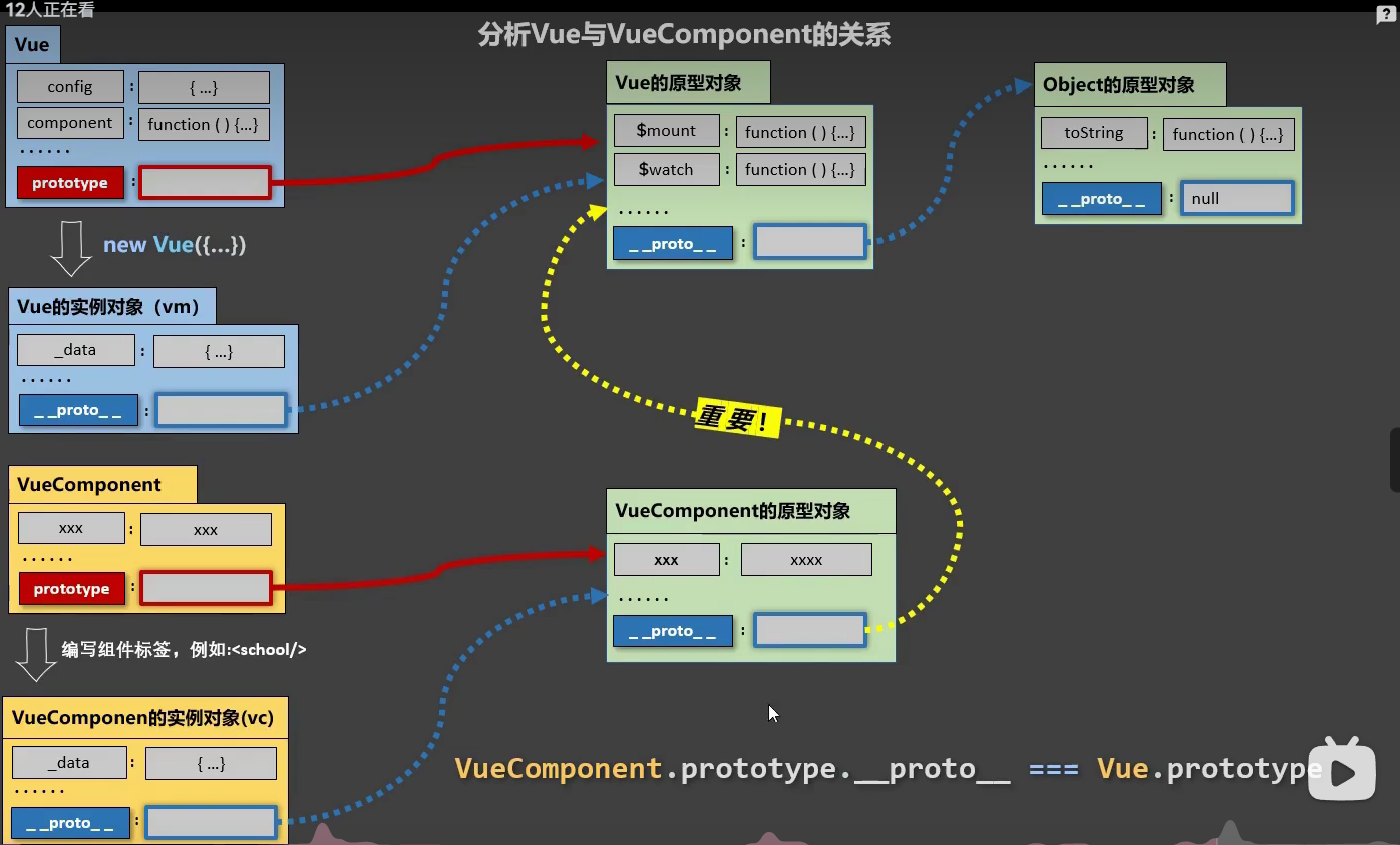 12人正在看
分析Vue与VueComponent的关系
?
Vue
config : { ...}
component : function ( ) {...}
······
prototype :
new Vue({...})
Vue的实例对象（vm）
_data : { ...}
······
_ _proto_ _ :
VueComponent
xxx : xxx
······
prototype :
编写组件标签，例如:<school/>
VueComponen的实例对象(vc)
_data : { ...}
······
_ _proto_ _ :
Vue的原型对象
$mount : function ( ) {...}
$watch : function ( ) {...}
······
_ _proto_ _ :
重 要！
VueComponent的原型对象
xxx : xxxx
······
_ _proto_ _ :
Object的原型对象
toString : function ( ) {...}
······
_ _proto_ _ : null
VueComponent.prototype.__proto__ === Vue.prototype